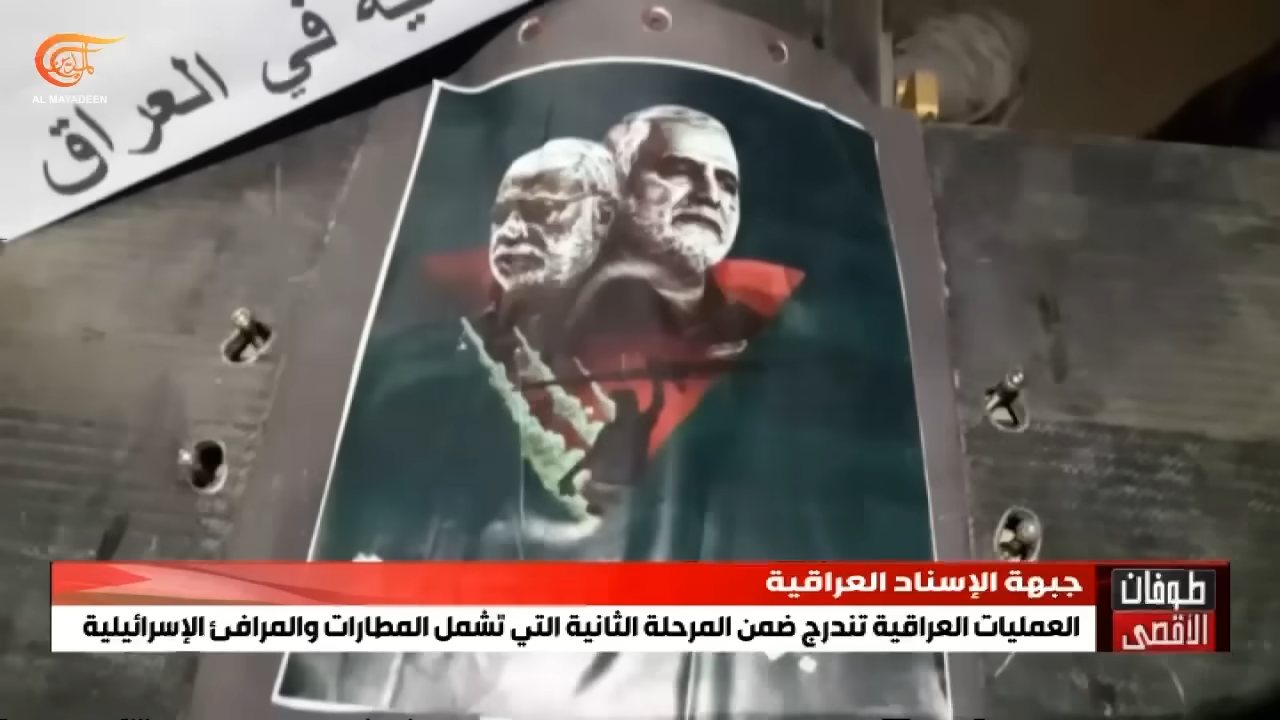 ية في العراق
الميادين
AL MAYADEEN
جبهة الإسناد العراقية
العمليات العراقية تندرج ضمن المرحلة الثانية التي تشمل المطارات والمرافئ الإسرائيلية
طوفان
الأقصى